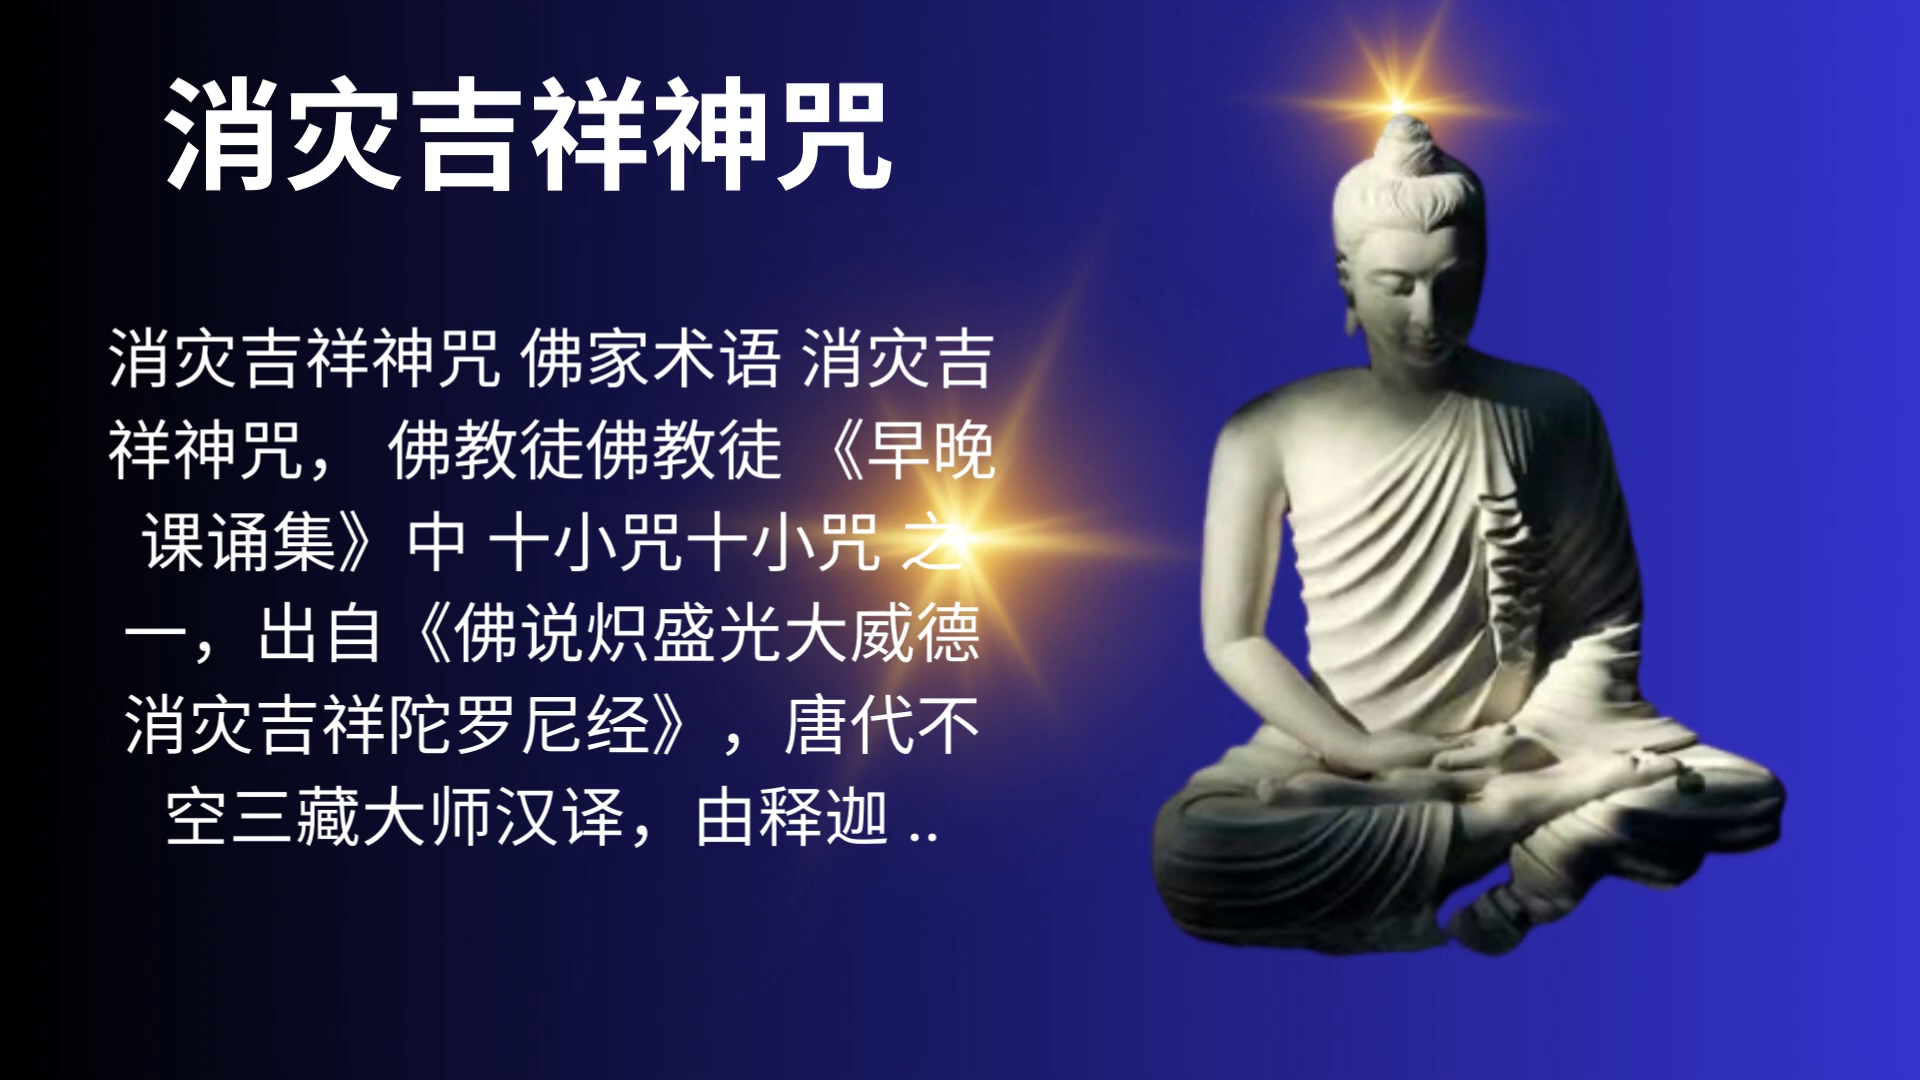 消灾吉祥神咒
消灾吉祥神咒 佛家术语 消灾吉
祥神咒， 佛教徒佛教徒 《早晚
课诵集》中 十小咒十小咒 之
一，出自《佛说炽盛光大威德
消灾吉祥陀罗尼经》，唐代不
空三藏大师汉译，由释迦 ..